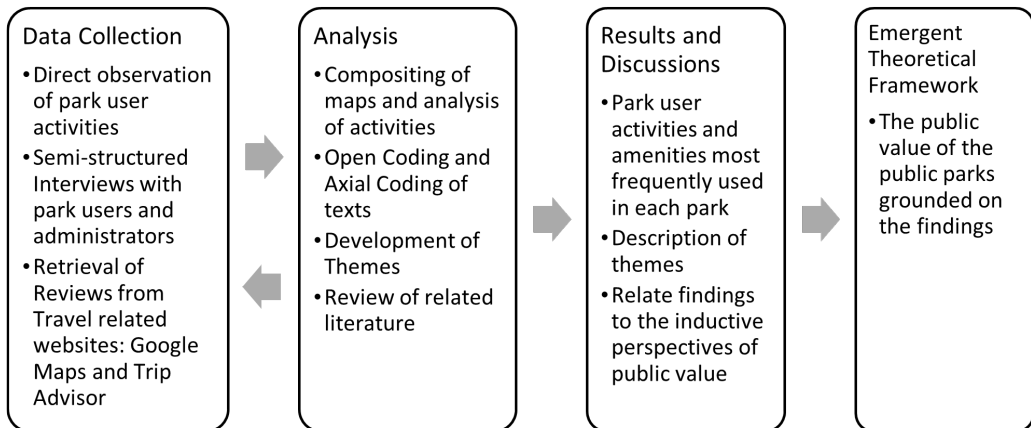 Data Collection
•Direct observation
of park user
activities
•Semi-structured
Interviews with
park users and
administrators
•Retrieval of
Reviews from
Travel related
websites: Google
Maps and Trip
Advisor
Analysis
•Compositing of
maps and analysis
of activities
•Open Coding and
Axial Coding of
texts
•Development of
Themes
•Review of related
literature
Results and
Discussions
•Park user
activities and
amenities most
frequently used
in each park
•Description of
themes
•Relate findings
to the inductive
perspectives of
public value
Emergent
Theoretical
Framework
•The public
value of the
public parks
grounded on
the findings